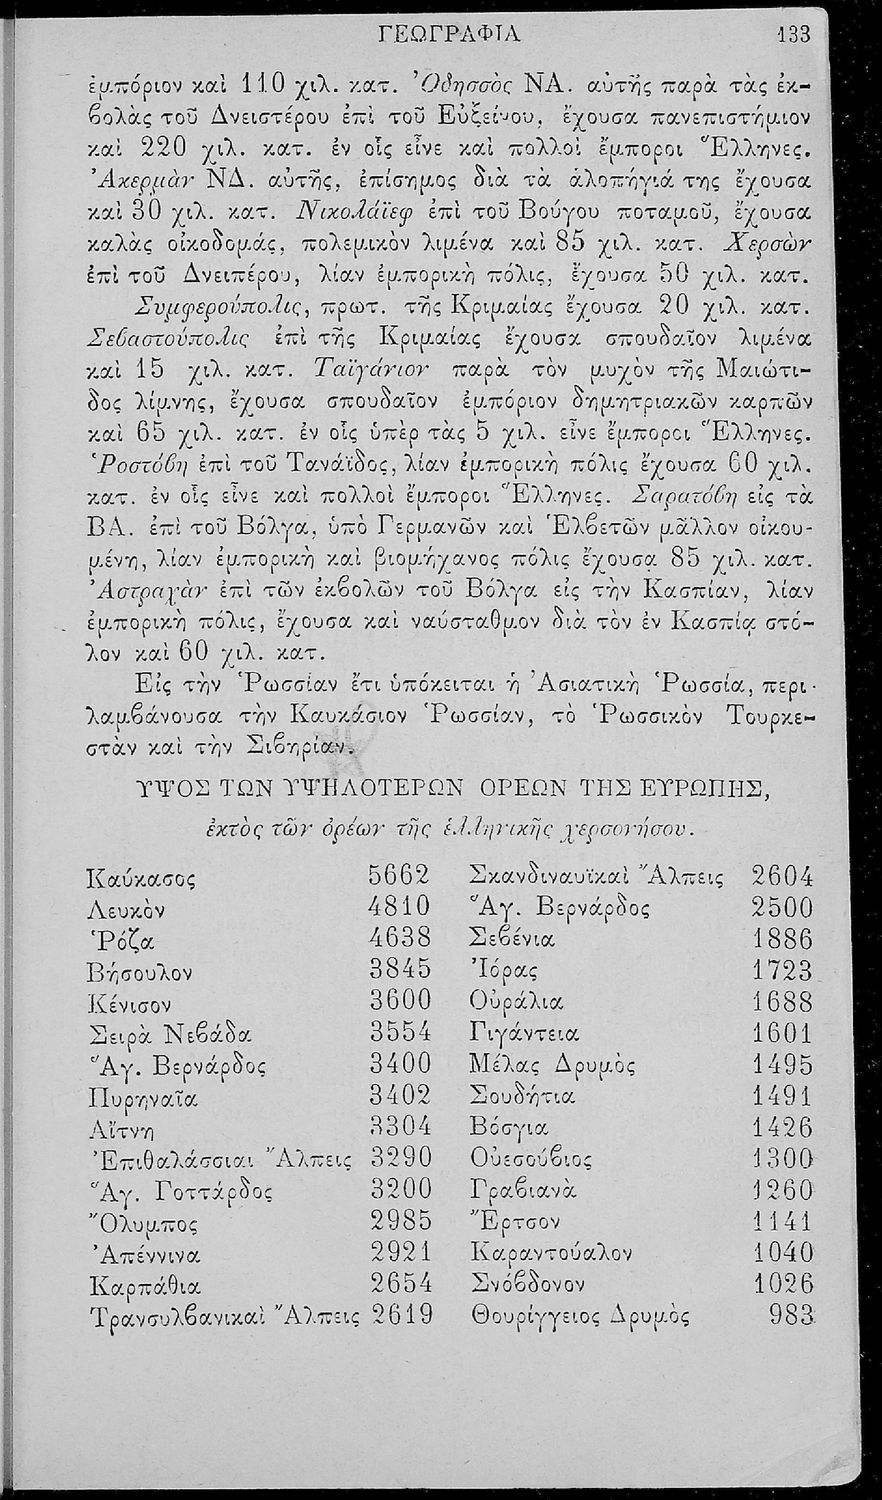 ΓΕΩΓΡΑΦΙΑ 133
ἐμπόριον καὶ 110 χιλ. κατ. Ὀδησσὸς ΝΑ. αὐτῆς παρὰ τὰς ἐκ-
βολὰς τοῦ Δνειστέρου ἐπὶ τοῦ Εὐξείνου, ἔχουσα πανεπιστήμιον
καὶ 220 χιλ. κατ. ἐν οἷς εἶνε καὶ πολλοὶ ἔμποροι Ἕλληνες.
Ἀκερμὰν ΝΔ. αὐτῆς, ἐπίσημος διὰ τὰ ἁλοπήγιά της ἔχουσα
καὶ 30 χιλ. κατ. Νικολάϊεφ ἐπὶ τοῦ Βούγου ποταμοῦ, ἔχουσα
καλὰς οἰκοδομάς, πολεμικὸν λιμένα καὶ 85 χιλ. κατ. Χερσὼν
ἐπὶ τοῦ Δνειπέρου, λίαν ἐμπορικὴ πόλις, ἔχουσα 50 χιλ. κατ.
Συμφερούπολις, πρωτ. τῆς Κριμαίας ἔχουσα 20 χιλ. κατ.
Σεβαστούπολις ἐπὶ τῆς Κριμαίας ἔχουσα σπουδαῖον λιμένα
καὶ 15 χιλ. κατ. Ταϊγάνιον παρὰ τὸν μυχὸν τῆς Μαιώτι-
δος λίμνης, ἔχουσα σπουδαῖον ἐμπόριον δημητριακῶν καρπῶν
καὶ 65 χιλ. κατ. ἐν οἷς ὑπὲρ τὰς 5 χιλ. εἶνε ἔμποροι Ἕλληνες.
Ῥοστόβη ἐπὶ τοῦ Τανάϊδος, λίαν ἐμπορικὴ πόλις ἔχουσα 60 χιλ.
κατ. ἐν οἷς εἶνε καὶ πολλοὶ ἔμποροι Ἕλληνες. Σαρατόβη εἰς τὰ
ΒΑ. ἐπὶ τοῦ Βόλγα, ὑπὸ Γερμανῶν καὶ Ἑλβετῶν μᾶλλον οἰκου-
μένη, λίαν ἐμπορικὴ καὶ βιομήχανος πόλις ἔχουσα 85 χιλ. κατ.
Ἀστραχὰν ἐπὶ τῶν ἐκβολῶν τοῦ Βόλγα εἰς τὴν Κασπίαν, λίαν
ἐμπορικὴ πόλις, ἔχουσα καὶ ναύσταθμον διὰ τὸν ἐν Κασπίᾳ στό-
λον καὶ 60 χιλ. κατ.
Εἰς τὴν Ῥωσσίαν ἔτι ὑπόκειται ἡ Ἀσιατικὴ Ῥωσσία, περι-
λαμβάνουσα τὴν Καυκάσιον Ῥωσσίαν, τὸ Ῥωσσικὸν Τουρκε-
στὰν καὶ τὴν Σιβηρίαν.
ΥΨΟΣ ΤΩΝ ΥΨΗΛΟΤΕΡΩΝ ΟΡΕΩΝ ΤΗΣ ΕΥΡΩΠΗΣ,
ἐκτὸς τῶν ὀρέων τῆς ἑλληνικῆς χερσονήσου.
Καύκασος 5662 Σκανδιναυϊκαὶ Ἄλπεις 2604
Λευκὸν 4810 Ἅγ. Βερνάρδος 2500
Ῥόζα 4638 Σεβένια 1886
Βήσουλον 3845 Ἰόρας 1723
Κένισον 3600 Οὐράλια 1688
Σειρὰ Νεβάδα 3554 Γιγάντεια 1601
Ἅγ. Βερνάρδος 3400 Μέλας Δρυμὸς 1495
Πυρηναῖα 3402 Σουδήτια 1491
Αἴτνη 3304 Βόσγια 1426
Ἐπιθαλάσσιαι Ἄλπεις 3290 Οὐεσούβιος 1300
Ἅγ. Γοττάρδος 3200 Γραβιανὰ 1260
Ὄλυμπος 2985 Ἔρτσον 1141
Ἀπέννινα 2921 Καραντούαλον 1040
Καρπάθια 2654 Σνόβδονον 1026
Τρανσυλβανικαὶ Ἄλπεις 2619 Θουρίγγειος Δρυμὸς 983